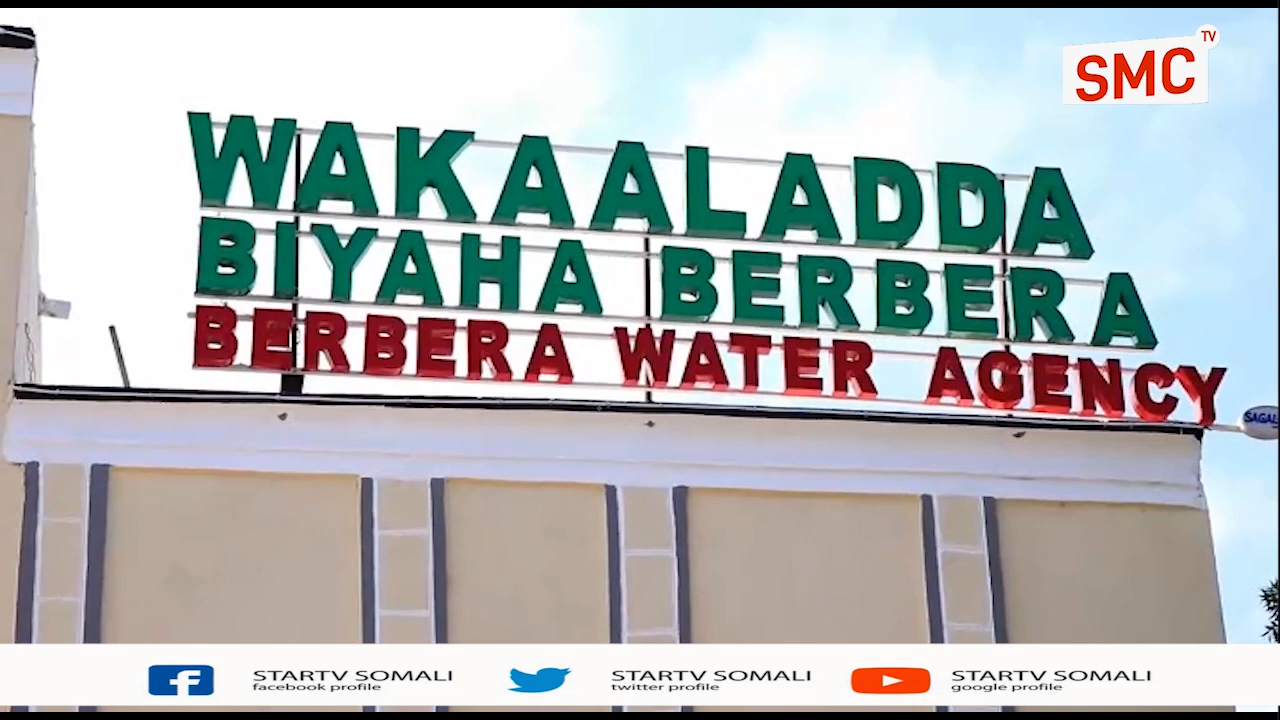 SMC TV
WAKAALADDA
BIYAHA BERBERA
BERBERA WATER AGENCY
SAGAL
STARTV SOMALI
facebook profile
STARTV SOMALI
twitter profile
STARTV SOMALI
google profile